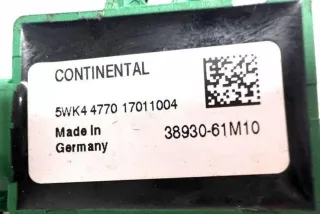 CONTINENTAL
5WK4 4770 17011004
Made in
Germany
38930-61M10